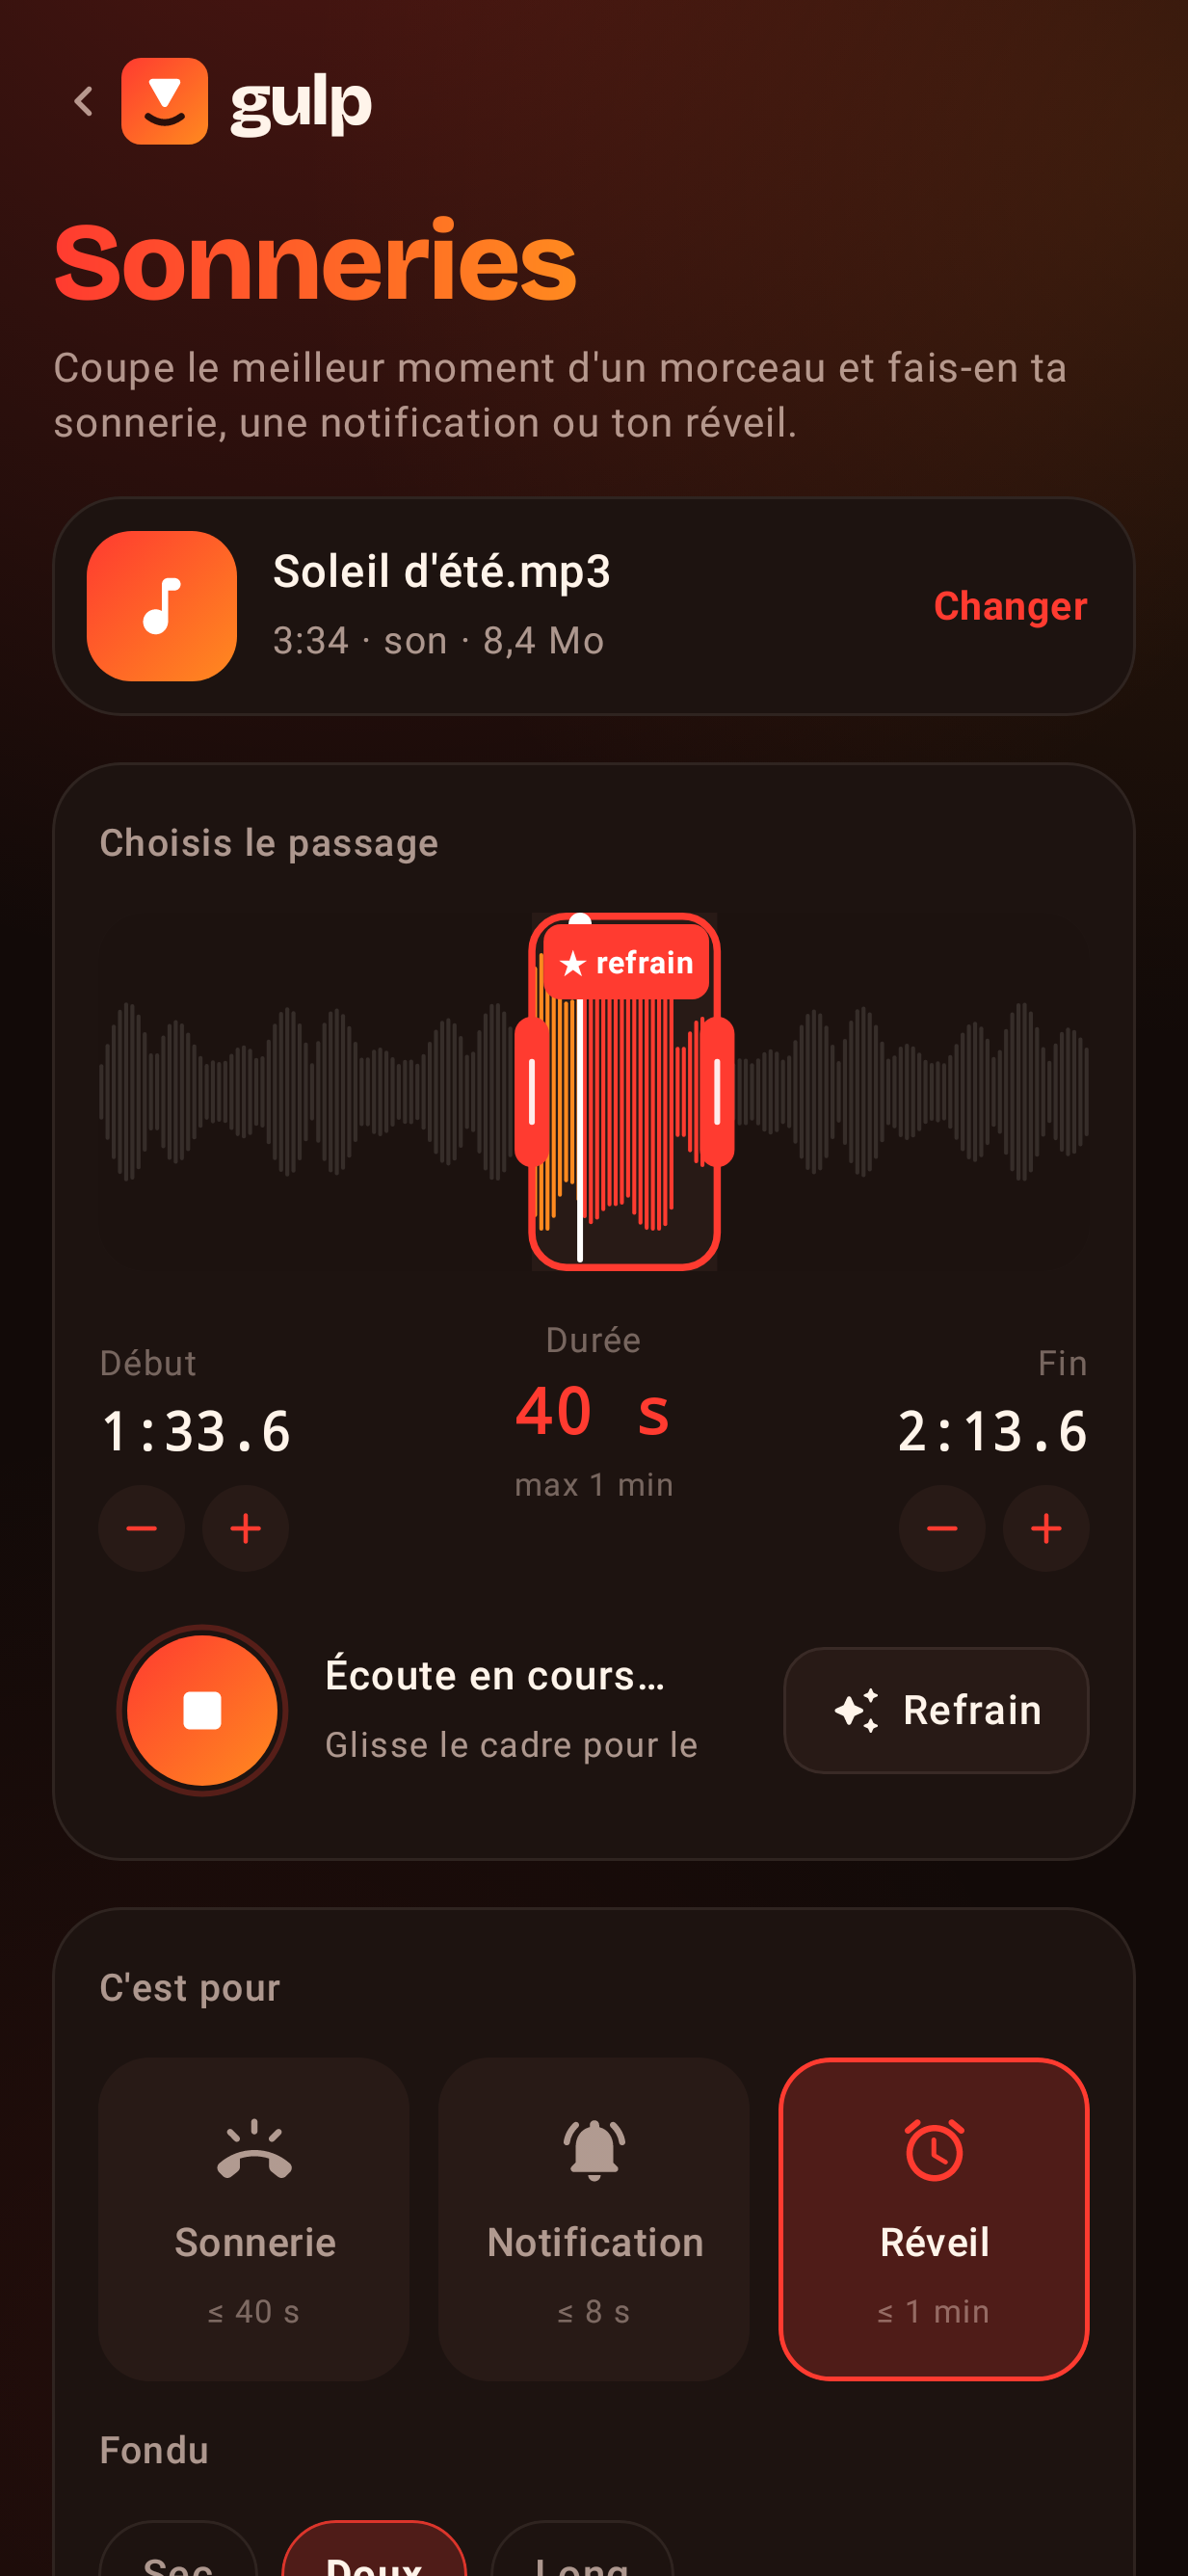 gulp
Sonneries
Coupe le meilleur moment d'un morceau et fais-en ta
sonnerie, une notification ou ton réveil.
Soleil d'été.mp3
3:34 · son · 8,4 Mo
Changer
Choisis le passage
★ refrain
Début
1:33.6
Durée
40 s
max 1 min
Fin
2:13.6
Écoute en cours…
Glisse le cadre pour le
Refrain
C'est pour
Sonnerie
≤ 40 s
Notification
≤ 8 s
Réveil
≤ 1 min
Fondu
Sec
Doux
Long